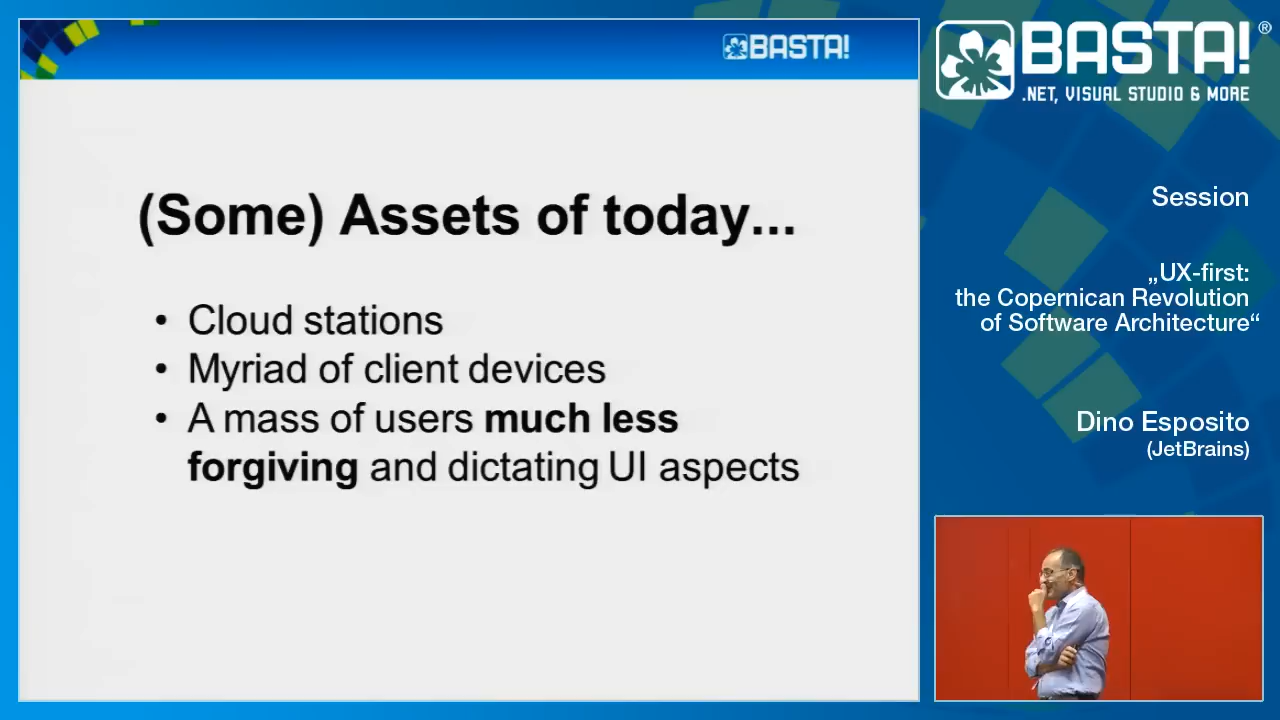 BASTA!
(Some) Assets of today...
• Cloud stations
• Myriad of client devices
• A mass of users much less
forgiving and dictating UI aspects
BASTA! ®
.NET, VISUAL STUDIO & MORE
Session
„UX-first:
the Copernican Revolution
of Software Architecture“
Dino Esposito
(JetBrains)